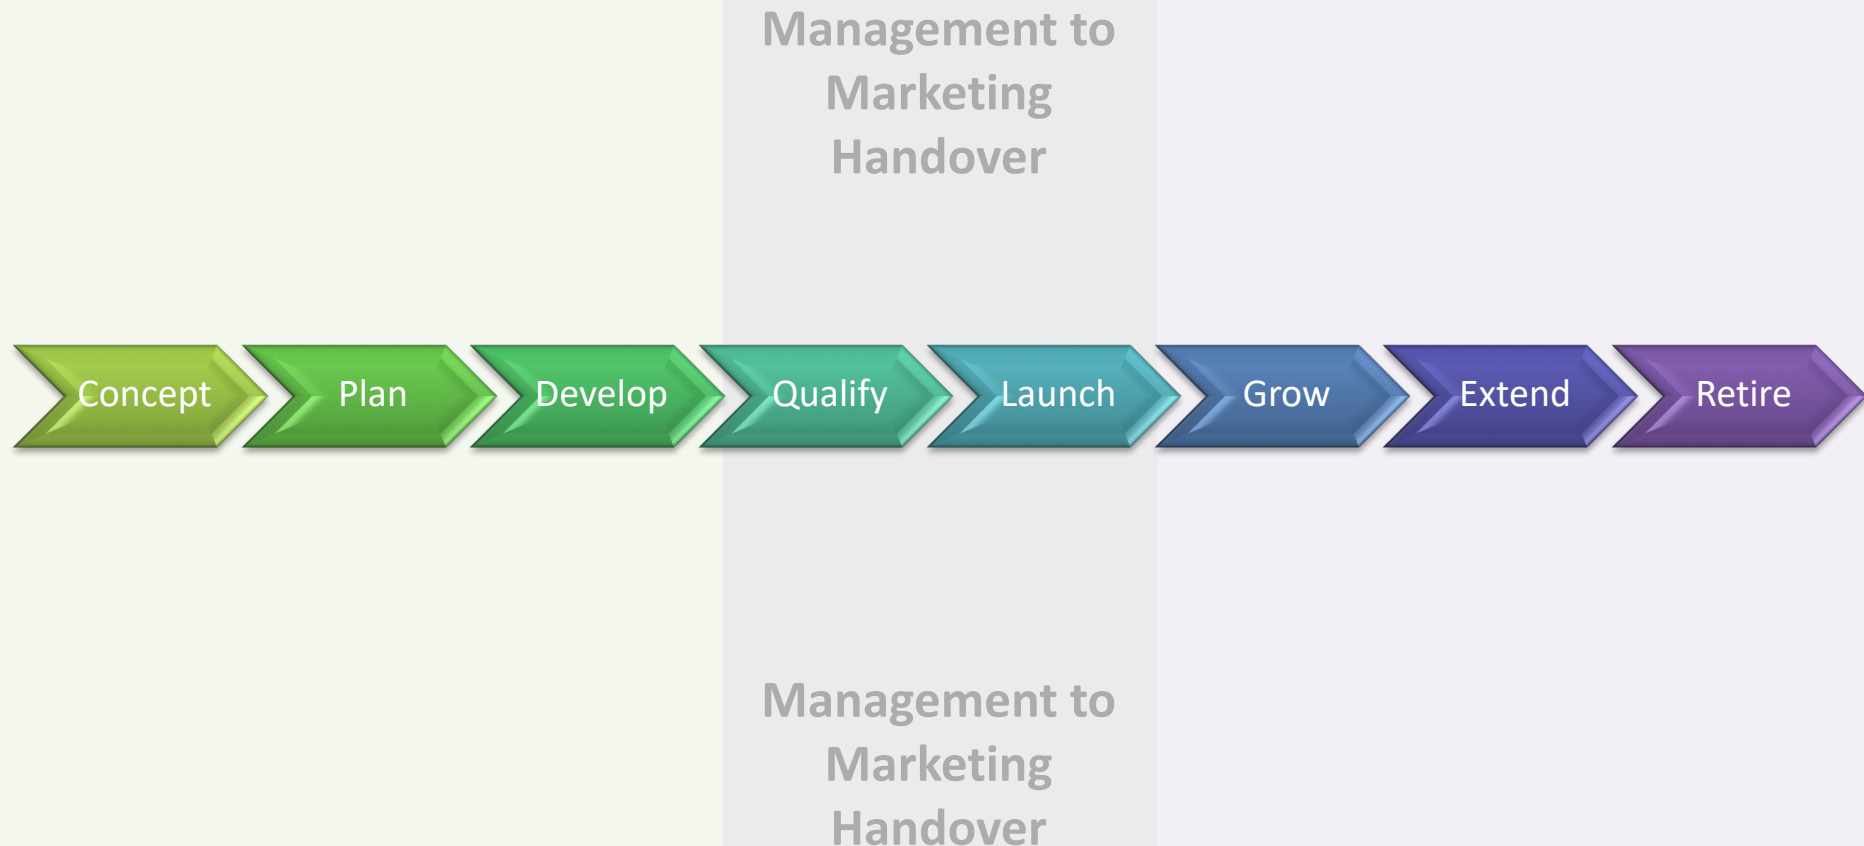 Management to
Marketing
Handover
Concept
Plan
Develop
Qualify
Launch
Grow
Extend
Retire
Management to
Marketing
Handover